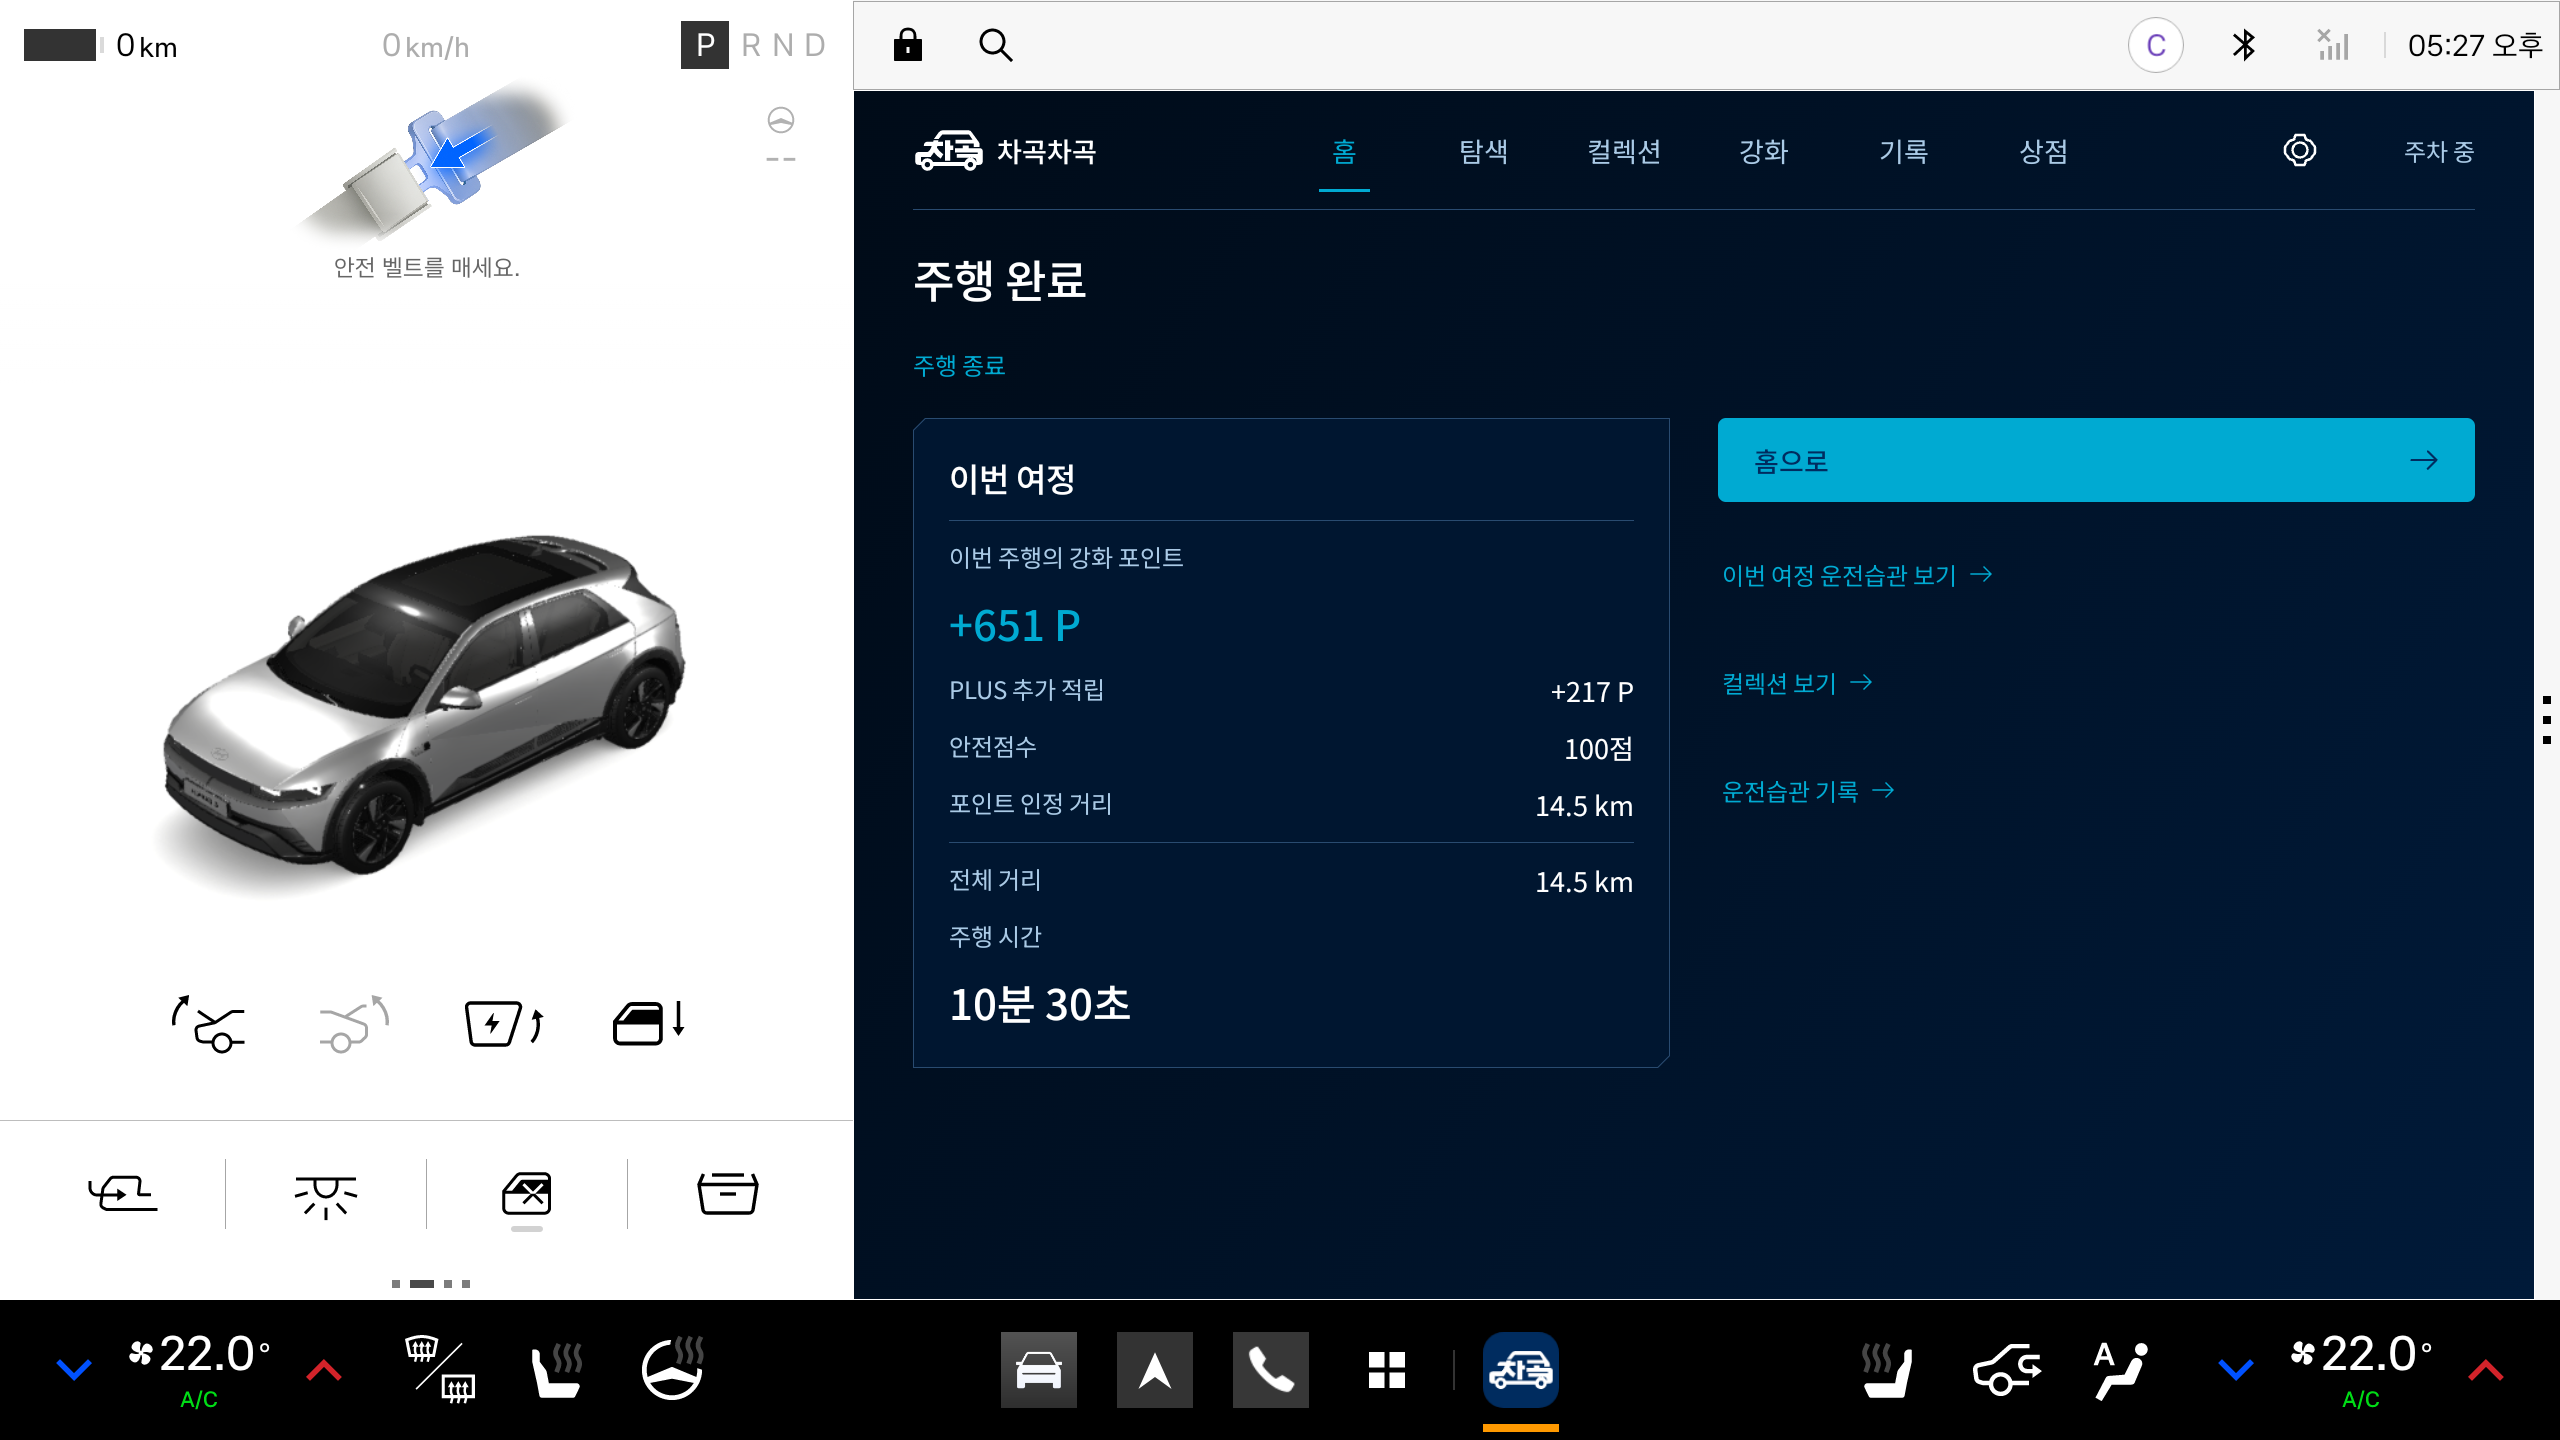 0 km
0 km/h
P R N D
C
05:27 오후
안전 벨트를 매세요.
차곡 차곡차곡
홈
탐색
컬렉션
강화
기록
상점
주차 중
주행 완료
주행 종료
이번 여정
이번 주행의 강화 포인트
+651 P
PLUS 추가 적립 +217 P
안전점수 100점
포인트 인정 거리 14.5 km
전체 거리 14.5 km
주행 시간
10분 30초
홈으로
이번 여정 운전습관 보기
컬렉션 보기
운전습관 기록
22.0°
A/C
차곡
A
22.0°
A/C